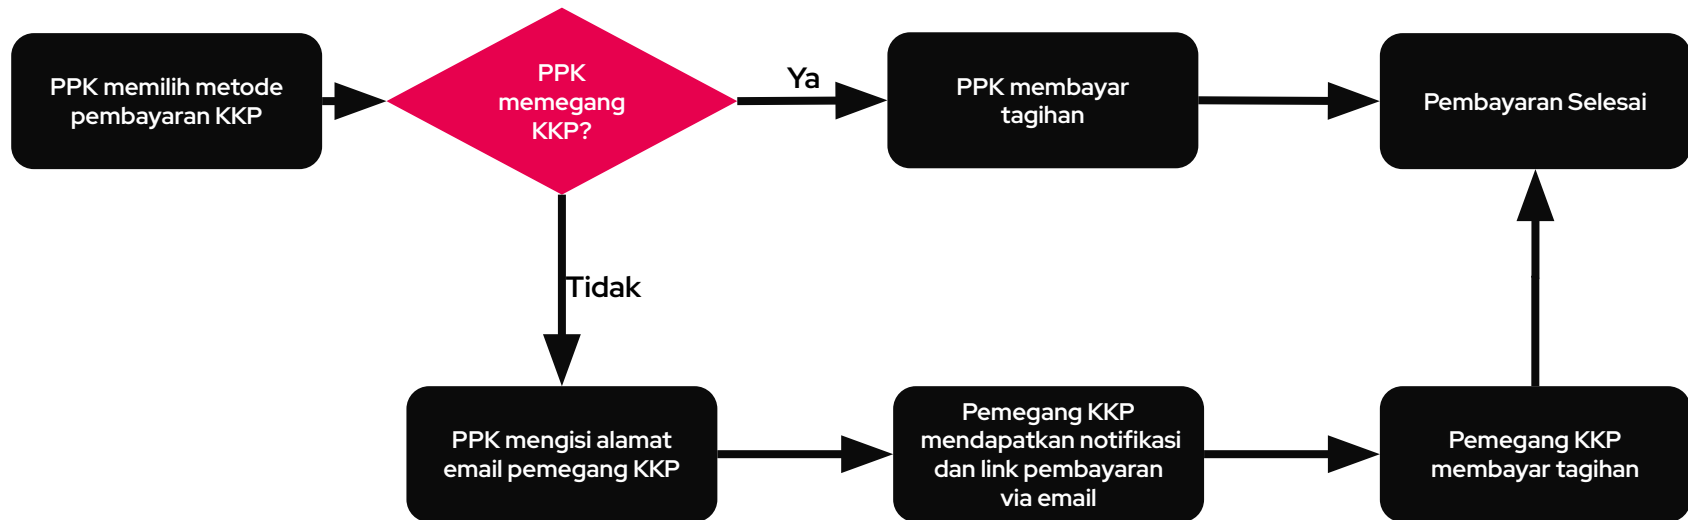 PPK memilih metode
pembayaran KKP
PPK
memegang
KKP?
Ya
PPK membayar
tagihan
Pembayaran Selesai
Tidak
PPK mengisi alamat
email pemegang KKP
Pemegang KKP
mendapatkan notifikasi
dan link pembayaran
via email
Pemegang KKP
membayar tagihan